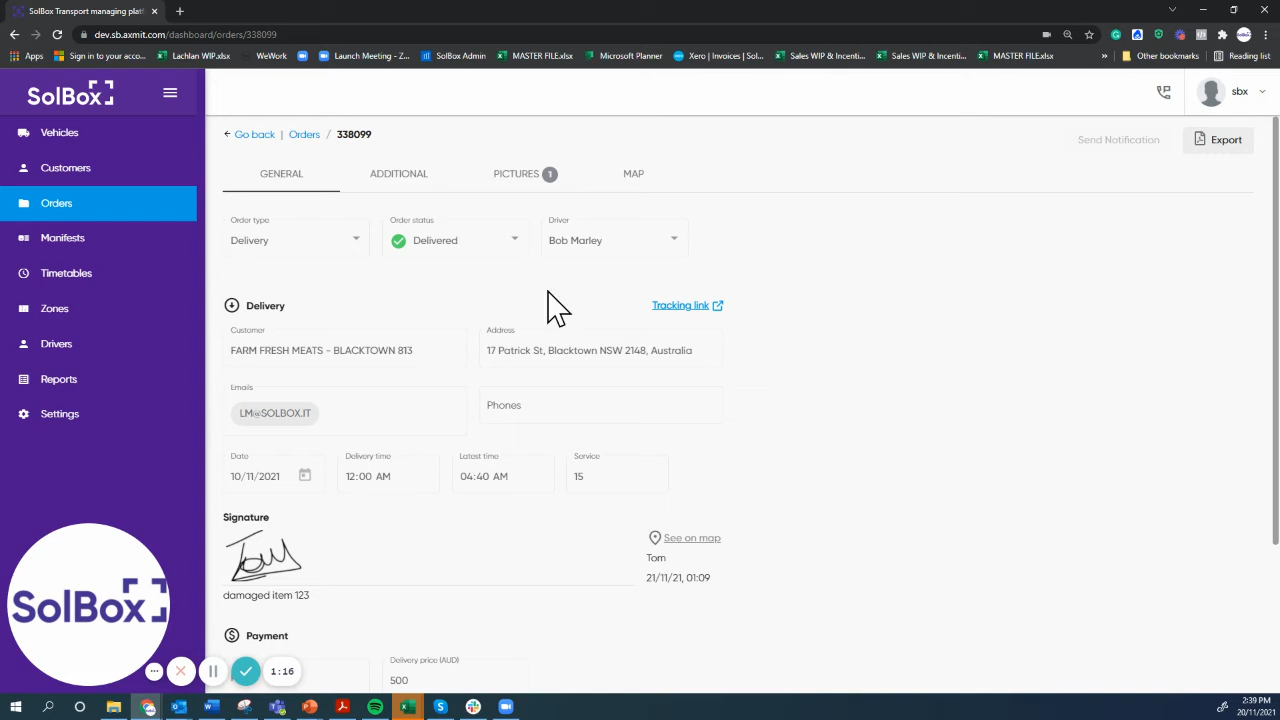 SolBox Transport managing platf
dev.sb.axmit.com/dashboard/orders/338099
Apps
Sign in to your acco...
Lachlan WIP.xlsx
WeWork
Launch Meeting - Z...
MASTER FILE.xlsx
Microsoft Planner
Xero | Invoices | Sol...
Sales WIP & Incenti...
Sales WIP & Incenti...
MASTER FILE.xlsx
Other bookmarks
Reading list
SolBox
sbx
Vehicles
Customers
Orders
Manifests
Timetables
Zones
Drivers
Reports
Settings
Go back | Orders / 338099
Send Notification
Export
GENERAL
ADDITIONAL
PICTURES 1
MAP
Order type
Delivery
Order status
Delivered
Driver
Bob Marley
Delivery
Tracking link
Customer
FARM FRESH MEATS - BLACKTOWN 813
Address
17 Patrick St, Blacktown NSW 2148, Australia
Emails
LM@SOLBOX.IT
Phones
Date
10/11/2021
Delivery time
12:00 AM
Latest time
04:40 AM
Service
15
Signature
Tom
See on map
Tom
21/11/21, 01:09
damaged item 123
Payment
Delivery price (AUD)
500
SolBox
1:16
2:39 PM
20/11/2021